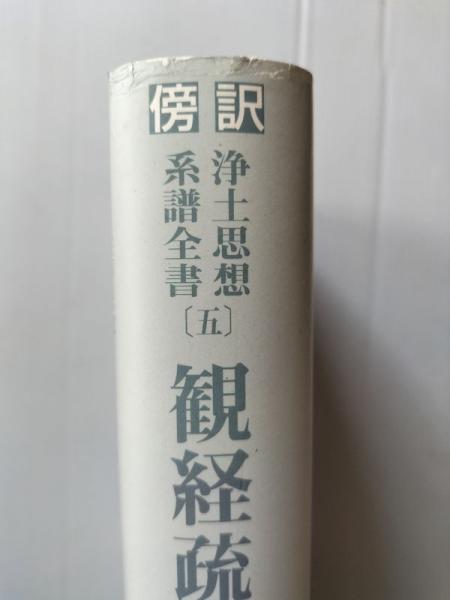 傍訳
浄土思想
系譜全書
〔五〕
観経疏